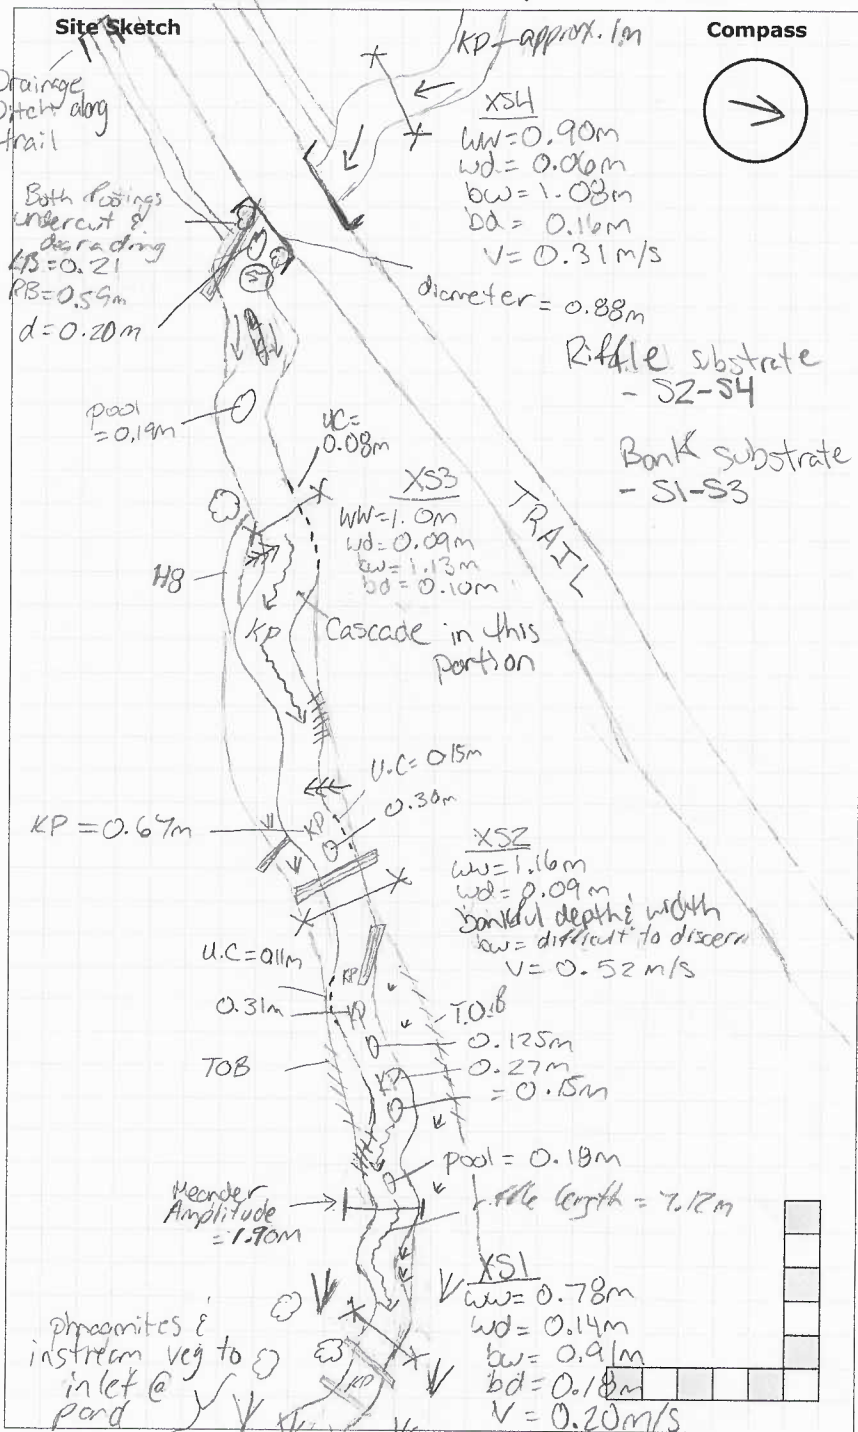 Site Sketch
Compass
Drainage
Ditch along
trail
KP - approx. 1m
XS4
ww=0.90m
wd= 0.06m
bw= 1.08m
bd= 0.16m
V= 0.31m/s
Both footings
undercut &
degrading
LB=0.21
RB=0.59m
d=0.20m
diameter = 0.88m
Riffle substrate
- S2-S4
Bank substrate
- S1-S3
pool
=0.19m
UC=
0.08m
XS3
WW=1.0m
wd=0.09m
bw=1.13m
bd=0.10m
TRAIL
H8
KP
Cascade in this
portion
U.C= 0.15m
0.30m
KP = 0.67m
KP
XS2
ww=1.16m
wd=0.09m
bankful depth & width
bw= difficult to discern
V= 0.52m/s
U.C= 0.11m
KP
0.31m
KP
T.O.B
TOB
0.125m
KP
0.27m
= 0.15m
pool = 0.18m
Meander
Amplitude
=1.90m
riffle length = 7.12m
XS1
ww= 0.78m
wd= 0.14m
bw= 0.91m
bd= 0.18m
V= 0.20m/s
phragmites &
instream veg to
inlet @
pond
KP